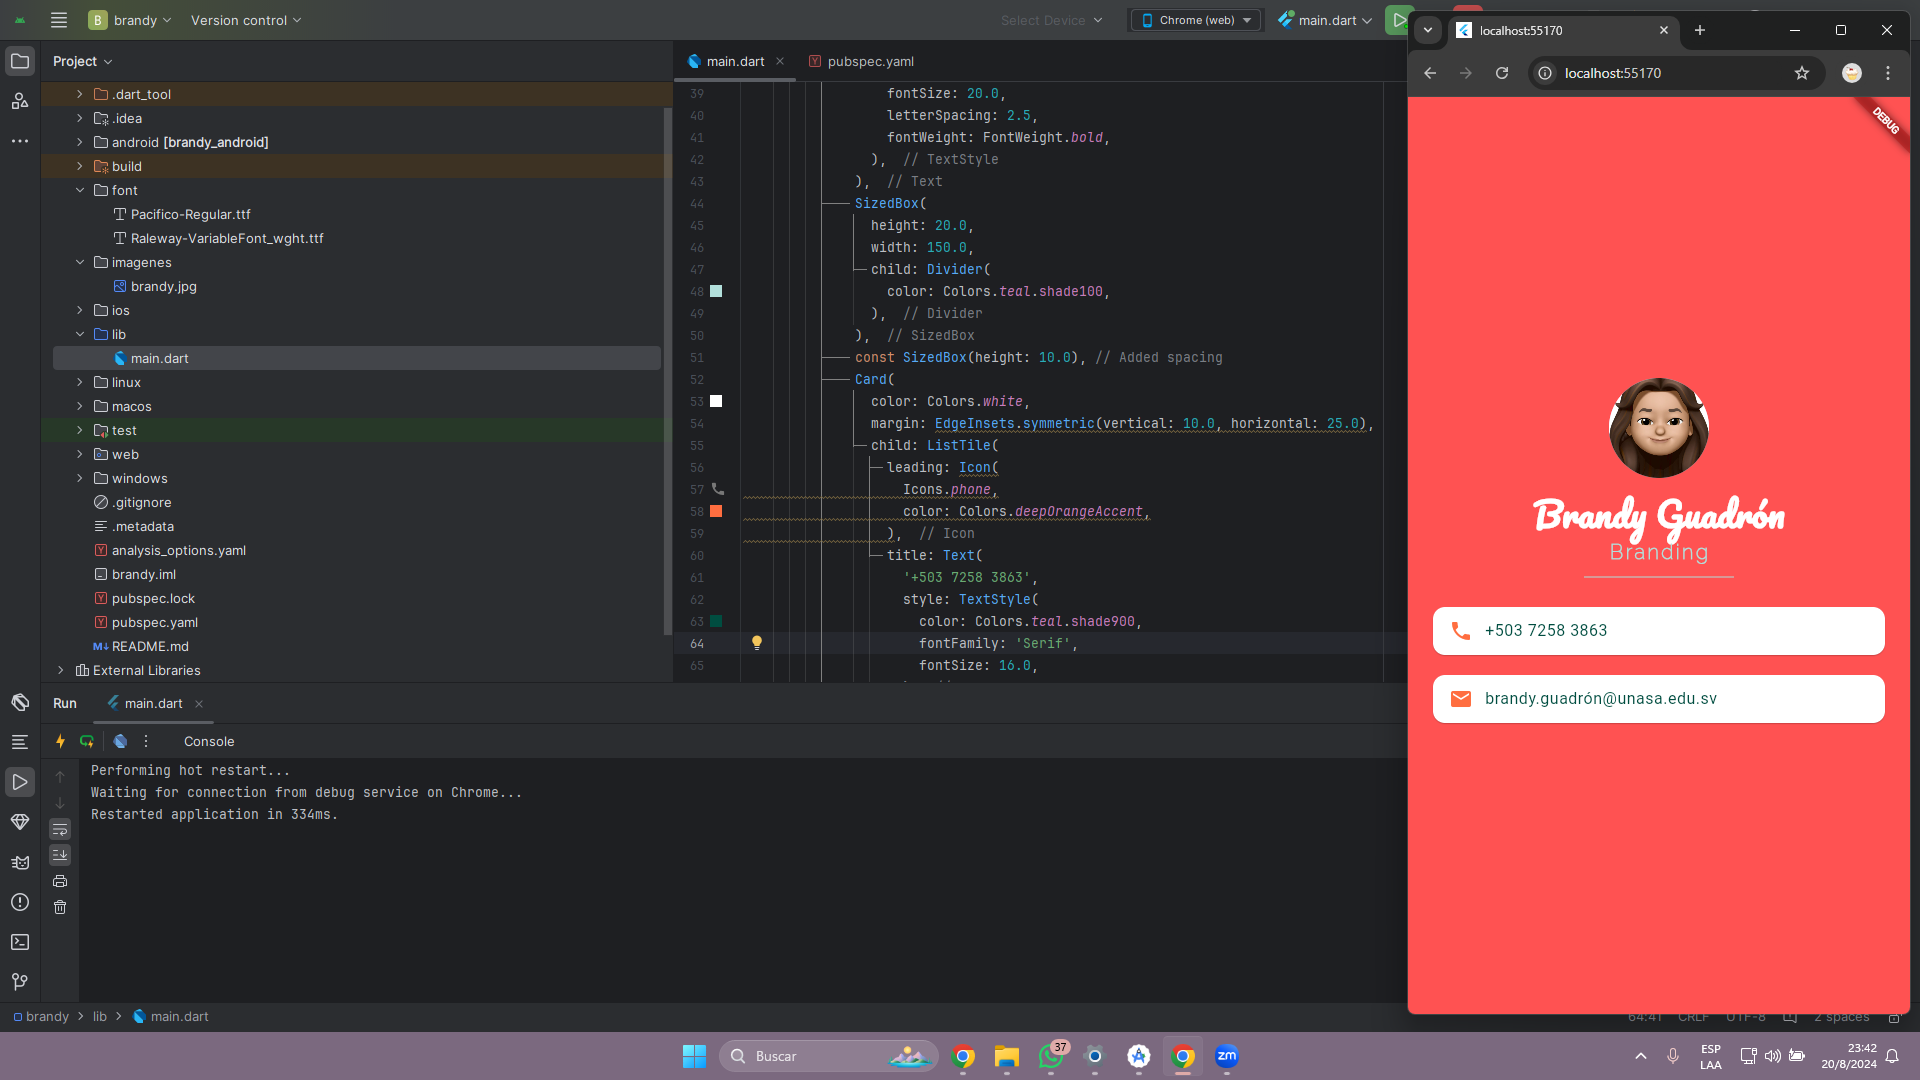 B brandy
Version control
Select Device
Chrome (web)
main.dart
Project
.dart_tool
.idea
android [brandy_android]
build
font
Pacifico-Regular.ttf
Raleway-VariableFont_wght.ttf
imagenes
brandy.jpg
ios
lib
main.dart
linux
macos
test
web
windows
.gitignore
.metadata
analysis_options.yaml
brandy.iml
pubspec.lock
pubspec.yaml
README.md
External Libraries
main.dart
pubspec.yaml
39 fontSize: 20.0,
40 letterSpacing: 2.5,
41 fontWeight: FontWeight.bold,
42 ), // TextStyle
43 ), // Text
44 SizedBox(
45 height: 20.0,
46 width: 150.0,
47 child: Divider(
48 color: Colors.teal.shade100,
49 ), // Divider
50 ), // SizedBox
51 const SizedBox(height: 10.0), // Added spacing
52 Card(
53 color: Colors.white,
54 margin: EdgeInsets.symmetric(vertical: 10.0, horizontal: 25.0),
55 child: ListTile(
56 leading: Icon(
57 Icons.phone,
58 color: Colors.deepOrangeAccent,
59 ), // Icon
60 title: Text(
61 '+503 7258 3863',
62 style: TextStyle(
63 color: Colors.teal.shade900,
64 fontFamily: 'Serif',
65 fontSize: 16.0,
Run
main.dart
Console
Performing hot restart...
Waiting for connection from debug service on Chrome...
Restarted application in 334ms.
brandy
lib
main.dart
64:41 CRLF UTF-8 2 spaces
localhost:55170
localhost:55170
DEBUG
Brandy Guadrón
Branding
+503 7258 3863
brandy.guadrón@unasa.edu.sv
Buscar
37
zm
ESP
LAA
23:42
20/8/2024